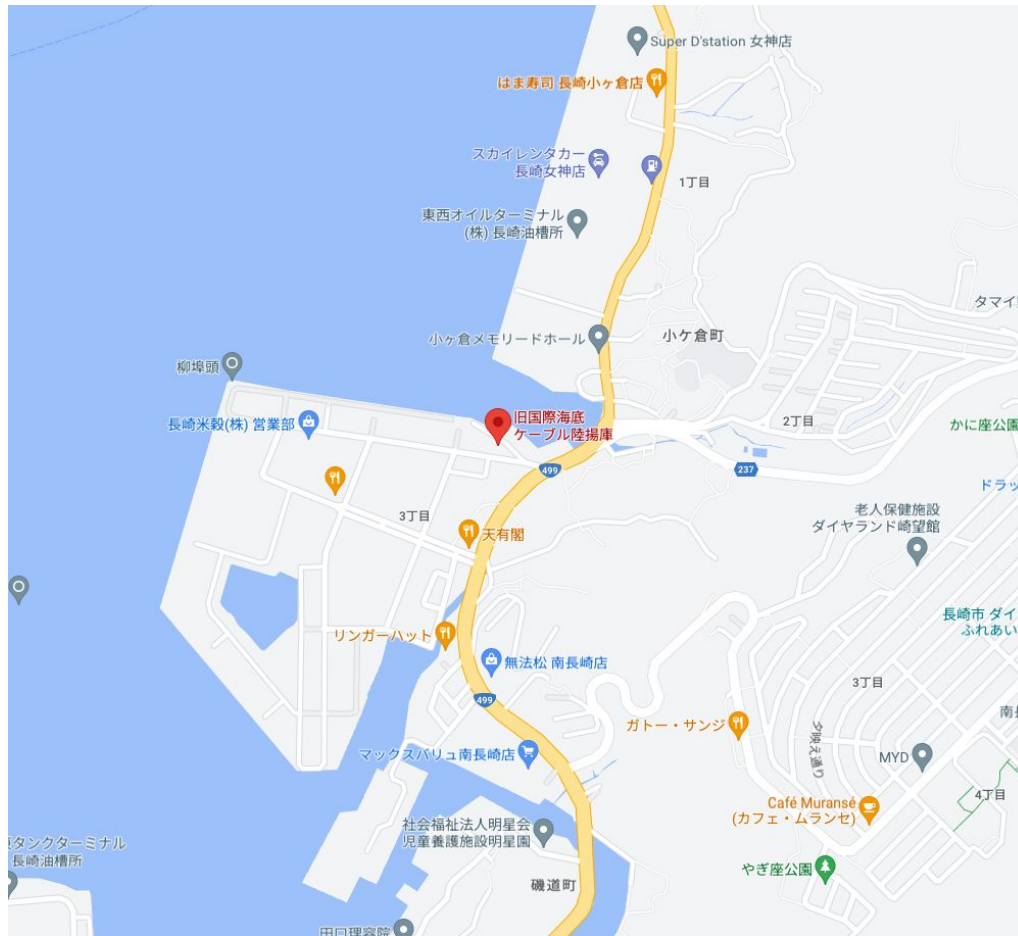 Super D'station 女神店
はま寿司 長崎小ヶ倉店
スカイレンタカー
長崎女神店
1丁目
東西オイルターミナル
(株) 長崎油槽所
タマイ
小ヶ倉メモリードホール
小ケ倉町
柳埠頭
長崎米穀(株) 営業部
旧国際海底
ケーブル陸揚庫
2丁目
かに座公園
499
237
ドラッ
3丁目
天有閣
老人保健施設
ダイヤランド崎望館
長崎市 ダイ
ふれあい
リンガーハット
無法松 南長崎店
3丁目
499
南長
ガトー・サンジ
夕映え通り
マックスバリュ南長崎店
MYD
4丁目
Café Muransé
(カフェ・ムランセ)
社会福祉法人明星会
児童養護施設明星園
タンクターミナル
長崎油槽所
やぎ座公園
磯道町
田口理容院